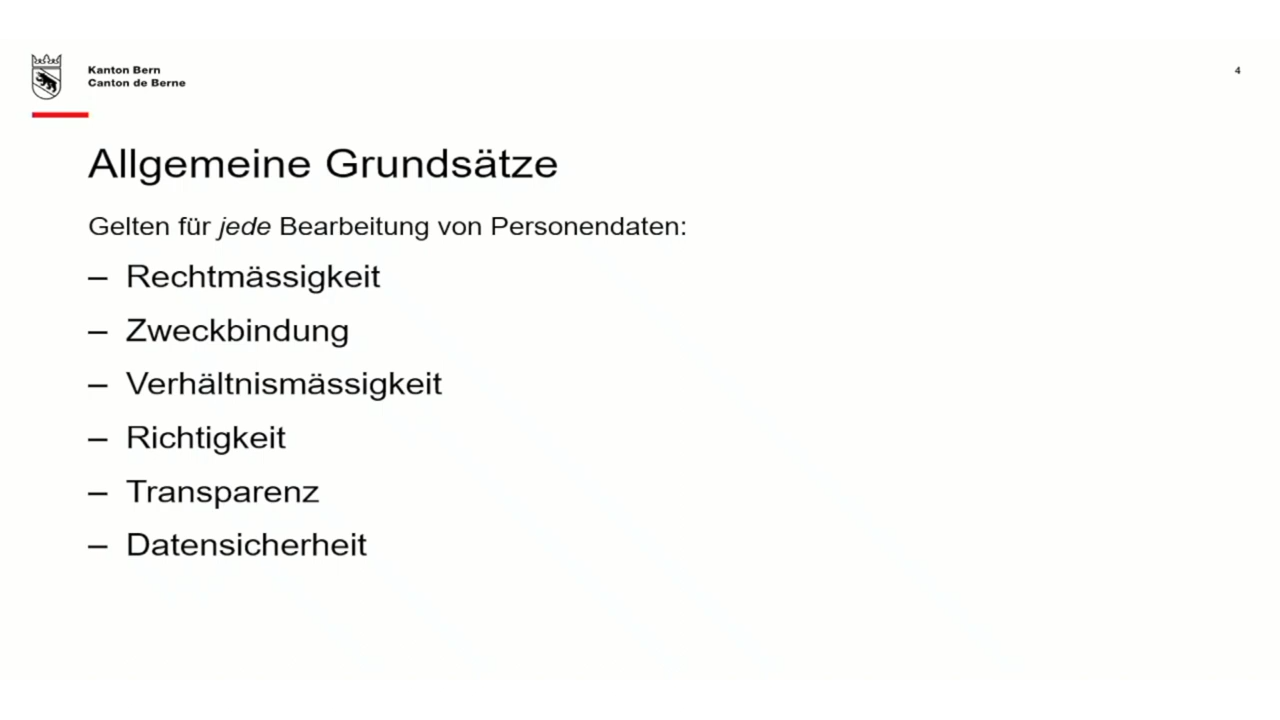 Kanton Bern
Canton de Berne
4
Allgemeine Grundsätze
Gelten für jede Bearbeitung von Personendaten:
– Rechtmässigkeit
– Zweckbindung
– Verhältnismässigkeit
– Richtigkeit
– Transparenz
– Datensicherheit